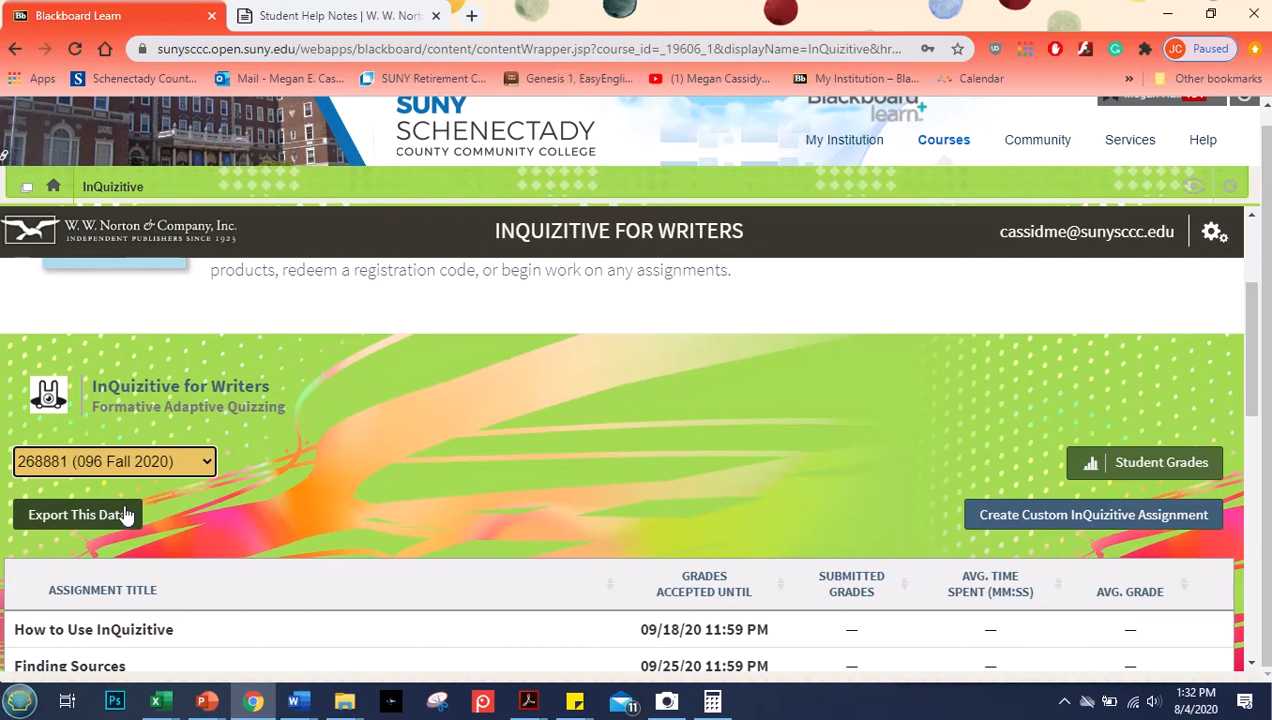 Blackboard Learn
Student Help Notes | W. W. Nort
sunysccc.open.suny.edu/webapps/blackboard/content/contentWrapper.jsp?course_id=_19606_1&displayName=InQuizitive&hr...
JC Paused
Apps
Schenectady Count...
Mail - Megan E. Cas...
SUNY Retirement C...
Genesis 1, EasyEngli...
(1) Megan Cassidy...
My Institution – Bla...
Calendar
»
Other bookmarks
SUNY
SCHENECTADY
COUNTY COMMUNITY COLLEGE
Blackboard
learn
My Institution
Courses
Community
Services
Help
InQuizitive
W. W. Norton & Company, Inc.
INDEPENDENT PUBLISHERS SINCE 1923
INQUIZITIVE FOR WRITERS
cassidme@sunysccc.edu
products, redeem a registration code, or begin work on any assignments.
InQuizitive for Writers
Formative Adaptive Quizzing
268881 (096 Fall 2020)
Student Grades
Export This Data
Create Custom InQuizitive Assignment
ASSIGNMENT TITLE
GRADES
ACCEPTED UNTIL
SUBMITTED
GRADES
AVG. TIME
SPENT (MM:SS)
AVG. GRADE
How to Use InQuizitive
09/18/20 11:59 PM
—
—
—
Finding Sources
09/25/20 11:59 PM
—
—
—
11
1:32 PM
8/4/2020